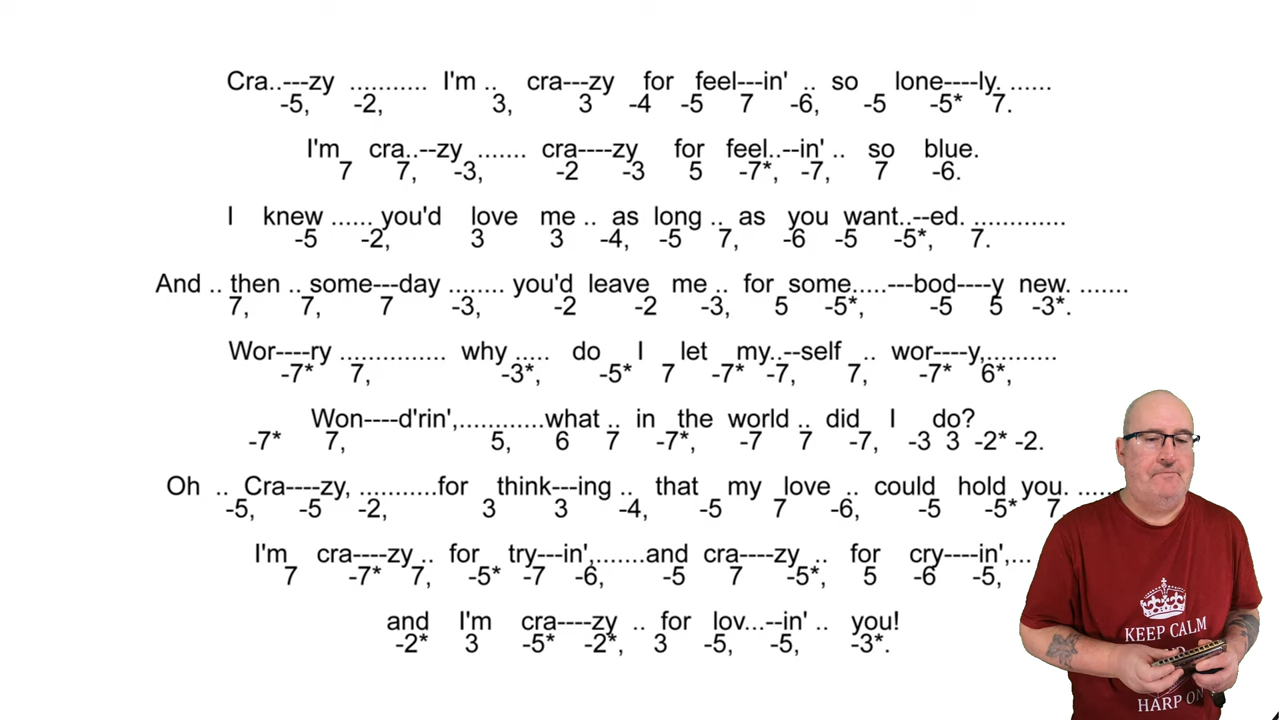 Cra..---zy ........... I'm .. cra---zy for feel---in' .. so lone----ly. ......
-5, -2, 3, 3 -4 -5 7 -6, -5 -5* 7.
I'm cra..--zy ....... cra----zy for feel..--in' .. so blue.
7 7, -3, -2 -3 5 -7*, -7, 7 -6.
I knew ...... you'd love me .. as long .. as you want..--ed. .............
-5 -2, 3 3 -4, -5 7, -6 -5 -5*, 7.
And .. then .. some---day ........ you'd leave me .. for some.....---bod----y new. .......
7, 7, 7 -3, -2 -2 -3, 5 -5*, -5 5 -3*.
Wor----ry ............... why ..... do I let my..--self .. wor----y,..........
-7* 7, -3*, -5* 7 -7* -7, 7, -7* 6*,
Won----d'rin',............what .. in the world .. did I do?
-7* 7, 5, 6 7 -7*, -7 7 -7, -3 3 -2* -2.
Oh .. Cra----zy, ...........for think---ing .. that my love .. could hold you. .....
-5, -5 -2, 3 3 -4, -5 7 -6, -5 -5* 7.
I'm cra----zy .. for try---in',.......and cra----zy .. for cry----in',...
7 -7* 7, -5* -7 -6, -5 7 -5*, 5 -6 -5,
and I'm cra----zy .. for lov...--in' .. you!
-2* 3 -5* -2*, 3 -5, -5, -3*.
KEEP CALM
HARP ON